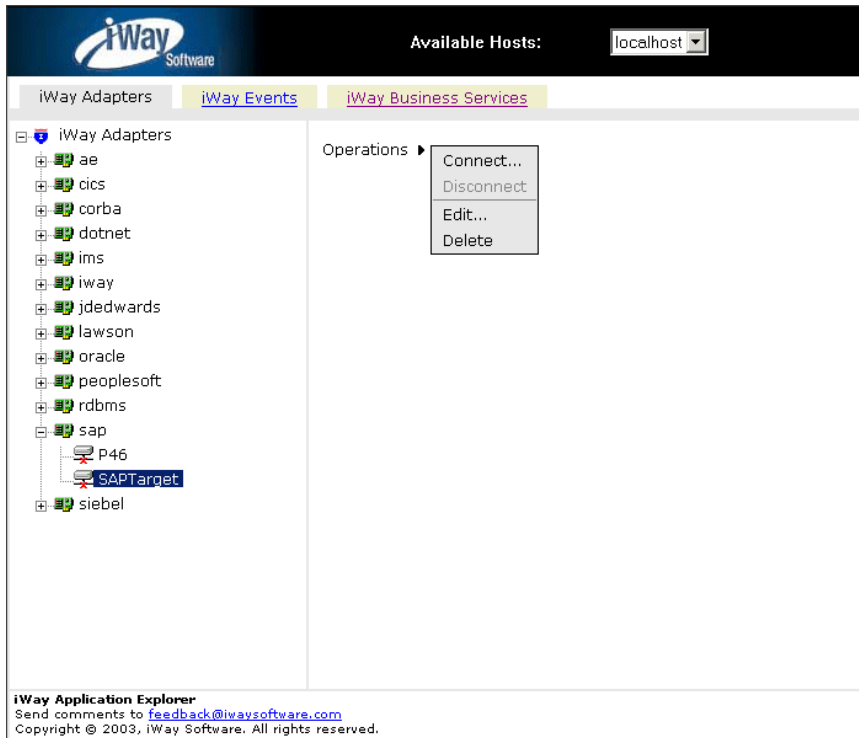 iWay
Software
Available Hosts:
localhost
iWay Adapters
iWay Events
iWay Business Services
iWay Adapters
ae
cics
corba
dotnet
ims
iway
jdedwards
lawson
oracle
peoplesoft
rdbms
sap
P46
SAPTarget
siebel
Operations
Connect...
Disconnect
Edit...
Delete
iWay Application Explorer
Send comments to feedback@iwaysoftware.com
Copyright © 2003, iWay Software. All rights reserved.